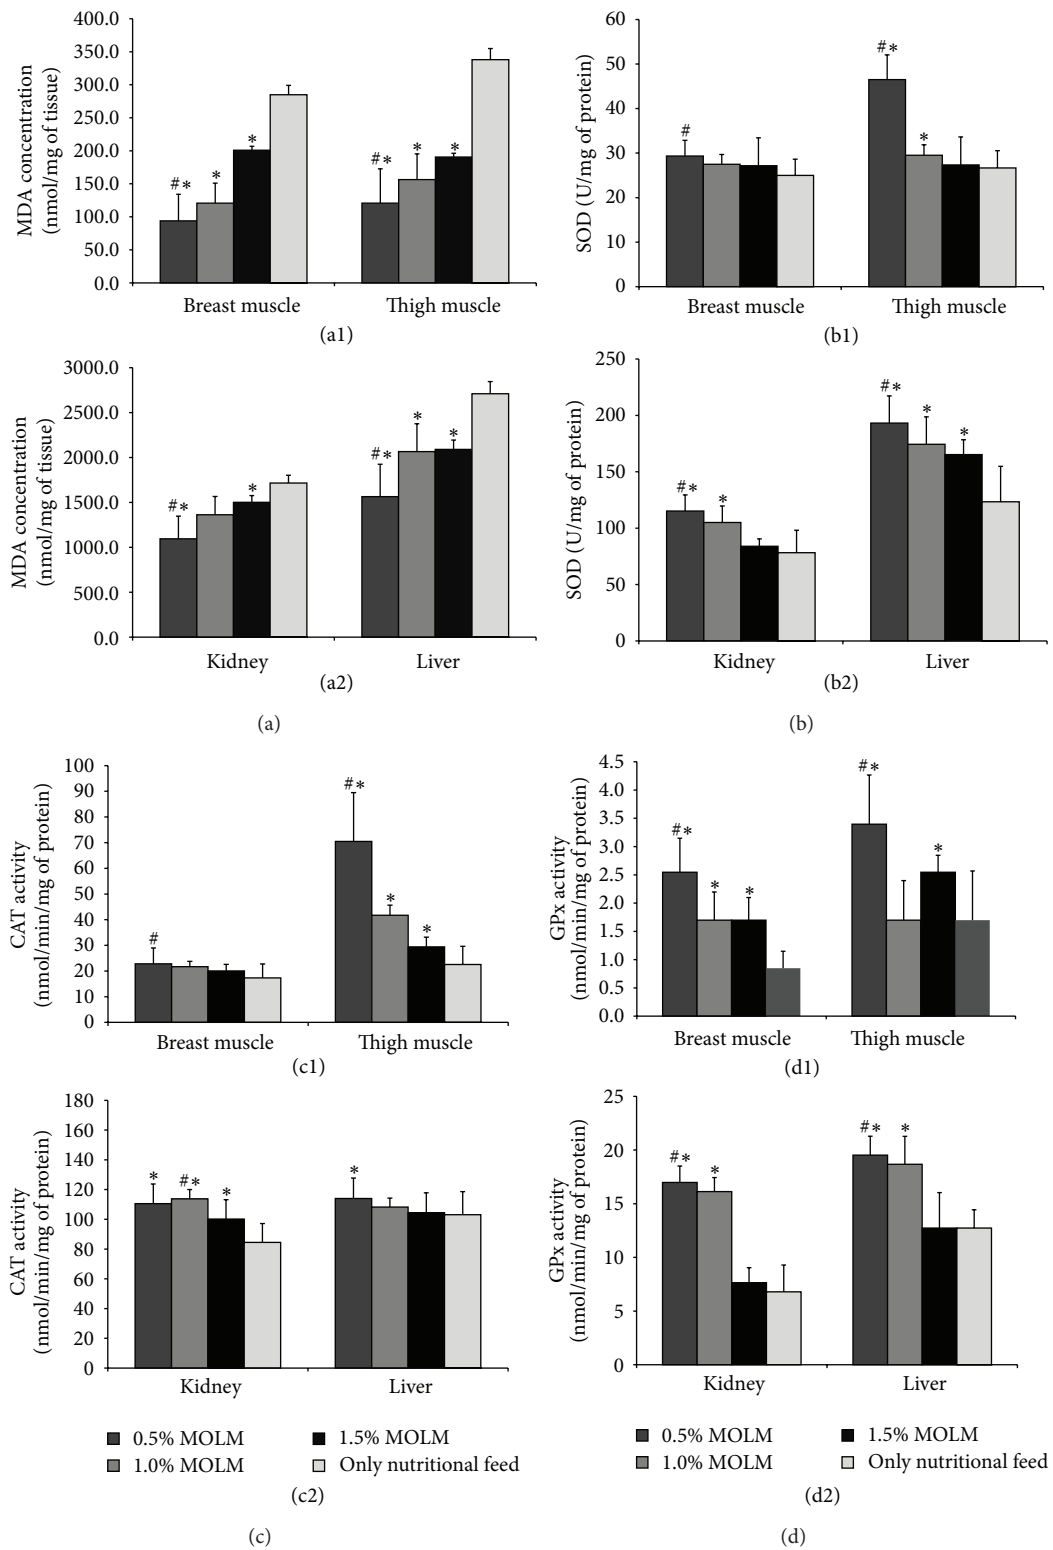 MDA concentration
(nmol/mg of tissue)
400.0
350.0
300.0
250.0
200.0
150.0
100.0
50.0
0.0
#*
*
*
#*
*
*
Breast muscle
Thigh muscle
(a1)
SOD (U/mg of protein)
60
50
40
30
20
10
0
#
#*
*
Breast muscle
Thigh muscle
(b1)
MDA concentration
(nmol/mg of tissue)
3000.0
2500.0
2000.0
1500.0
1000.0
500.0
0.0
#*
*
#*
*
*
Kidney
Liver
(a2)
(a)
SOD (U/mg of protein)
250
200
150
100
50
0
#*
*
#*
*
*
Kidney
Liver
(b2)
(b)
CAT activity
(nmol/min/mg of protein)
100
90
80
70
60
50
40
30
20
10
0
#
#*
*
*
Breast muscle
Thigh muscle
(c1)
GPx activity
(nmol/min/mg of protein)
4.5
4.0
3.5
3.0
2.5
2.0
1.5
1.0
0.5
0.0
#*
*
*
#*
*
Breast muscle
Thigh muscle
(d1)
CAT activity
(nmol/min/mg of protein)
180
160
140
120
100
80
60
40
20
0
*
#*
*
*
Kidney
Liver
0.5% MOLM
1.0% MOLM
1.5% MOLM
Only nutritional feed
(c2)
(c)
GPx activity
(nmol/min/mg of protein)
25
20
15
10
5
0
#*
*
#*
*
Kidney
Liver
0.5% MOLM
1.0% MOLM
1.5% MOLM
Only nutritional feed
(d2)
(d)